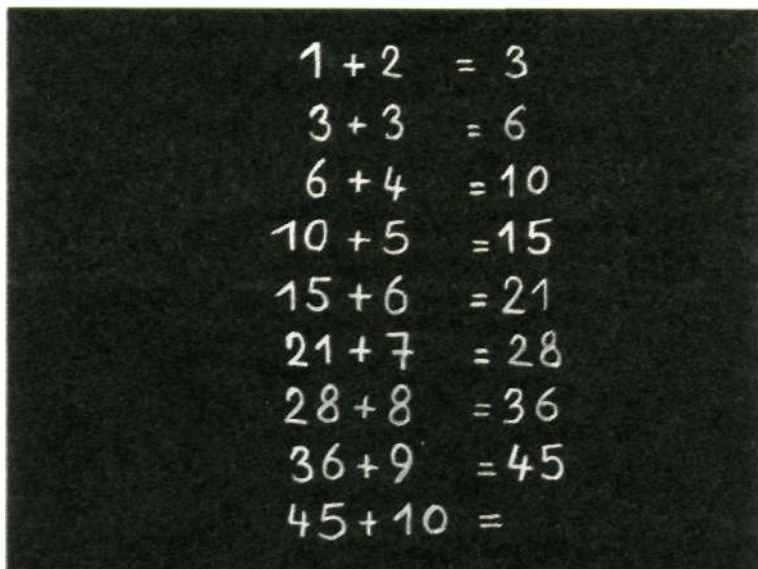 1 + 2 = 3
3 + 3 = 6
6 + 4 = 10
10 + 5 = 15
15 + 6 = 21
21 + 7 = 28
28 + 8 = 36
36 + 9 = 45
45 + 10 =